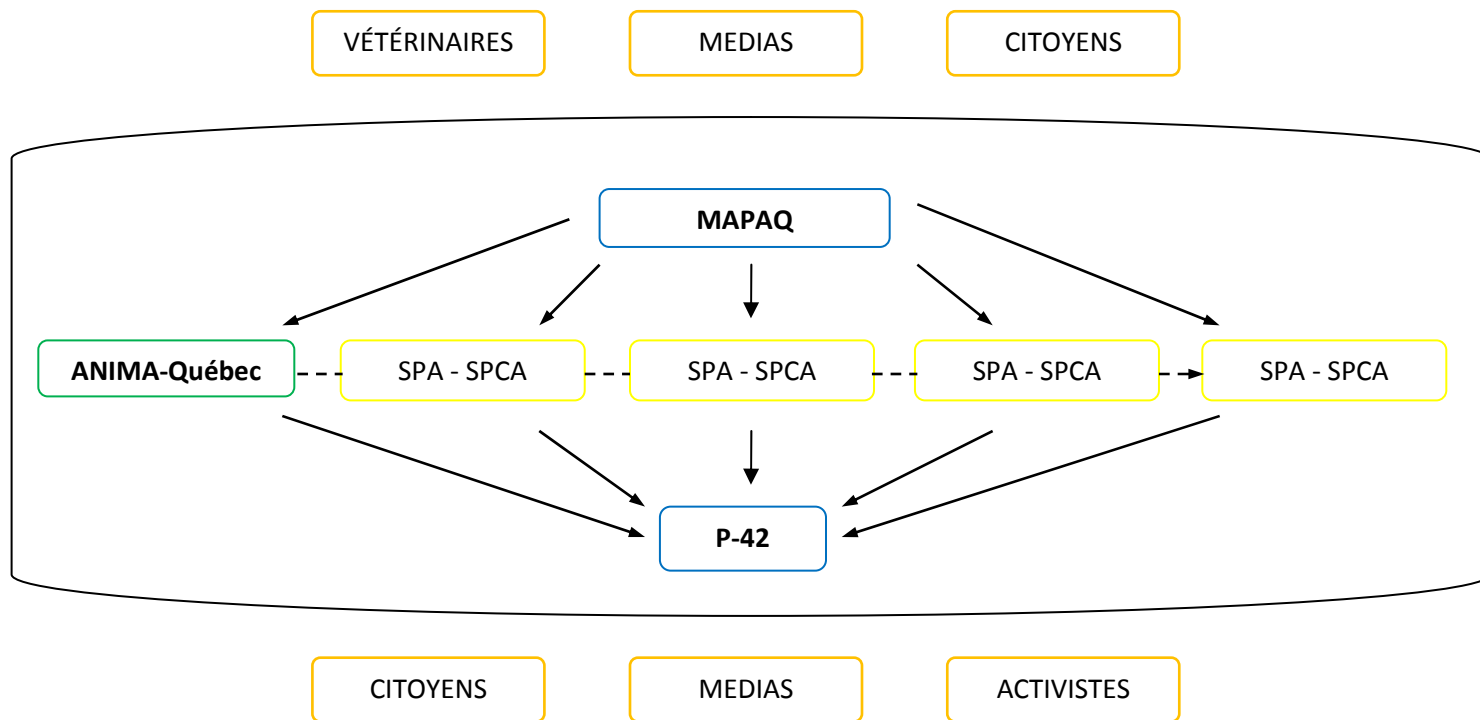 VÉTÉRINAIRES
MEDIAS
CITOYENS
MAPAQ
ANIMA-Québec
SPA - SPCA
SPA - SPCA
SPA - SPCA
SPA - SPCA
P-42
CITOYENS
MEDIAS
ACTIVISTES